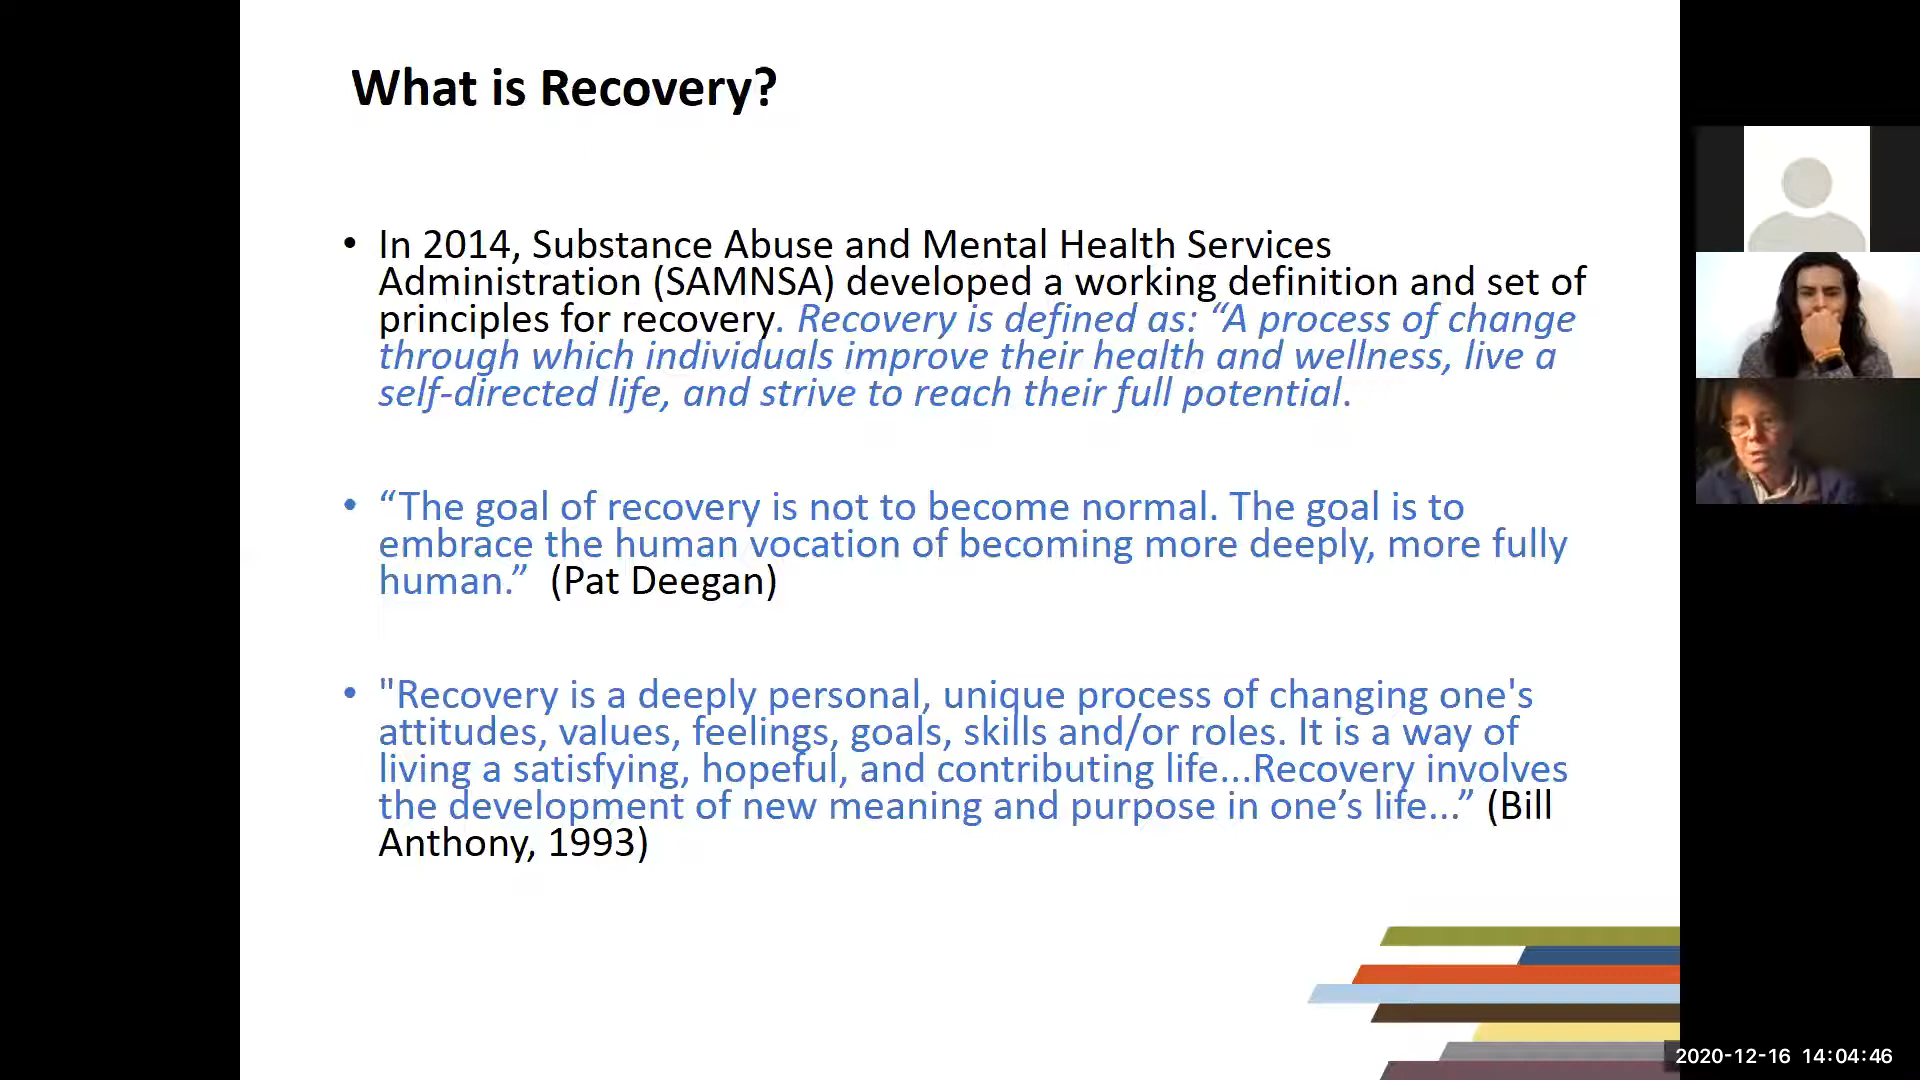 What is Recovery?
• In 2014, Substance Abuse and Mental Health Services
Administration (SAMNSA) developed a working definition and set of
principles for recovery. Recovery is defined as: “A process of change
through which individuals improve their health and wellness, live a
self-directed life, and strive to reach their full potential.
• “The goal of recovery is not to become normal. The goal is to
embrace the human vocation of becoming more deeply, more fully
human.” (Pat Deegan)
• "Recovery is a deeply personal, unique process of changing one's
attitudes, values, feelings, goals, skills and/or roles. It is a way of
living a satisfying, hopeful, and contributing life...Recovery involves
the development of new meaning and purpose in one’s life...” (Bill
Anthony, 1993)
2020-12-16 14:04:46